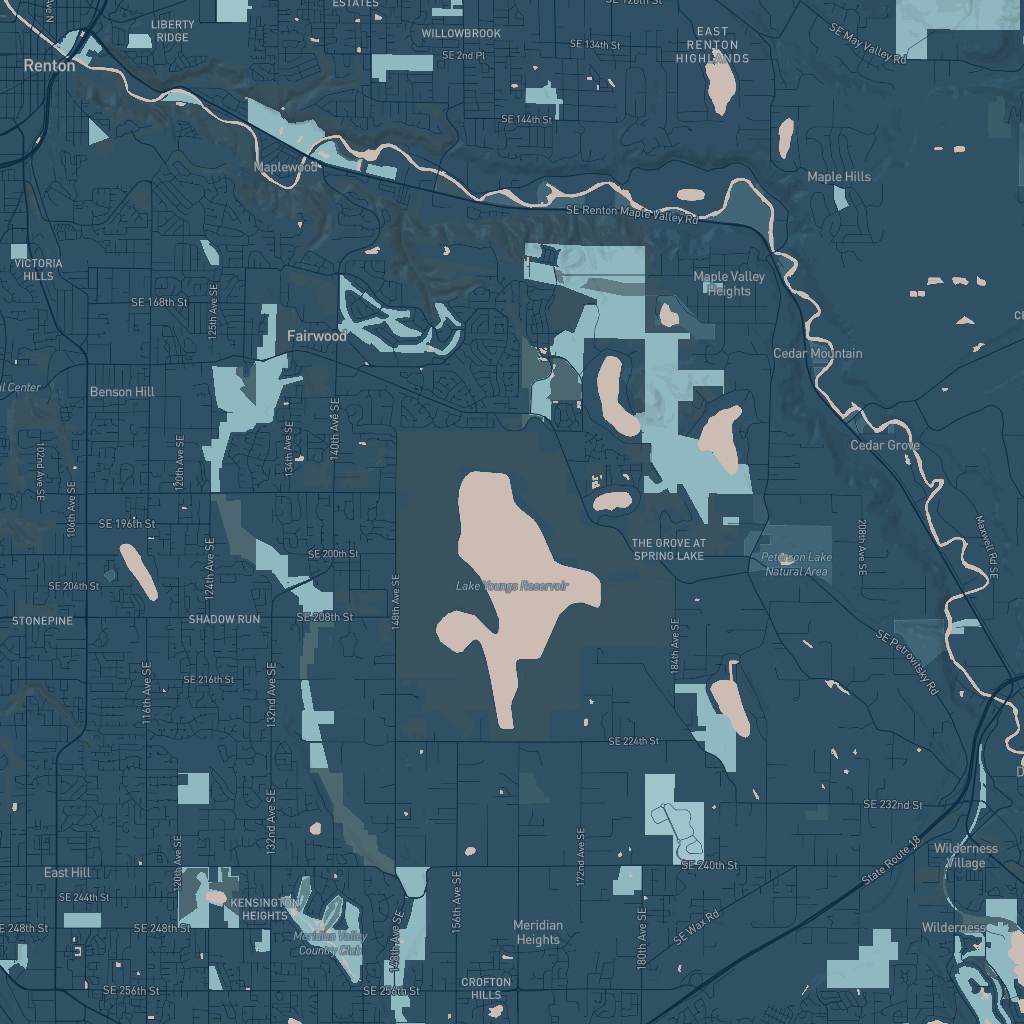 ESTATES
SE 128th St
Ave N
LIBERTY
RIDGE
WILLOWBROOK
SE 134th St
EAST
RENTON
HIGHLANDS
SE May Valley Rd
Renton
SE 2nd Pl
SE 144th St
Maplewood
Maple Hills
SE Renton Maple Valley Rd
VICTORIA
HILLS
SE 168th St
125th Ave SE
Maple Valley
Heights
Fairwood
Cedar Mountain
Center
Benson Hill
140th Ave SE
134th Ave SE
120th Ave SE
102nd Ave SE
106th Ave SE
Cedar Grove
SE 196th St
124th Ave SE
SE 200th St
THE GROVE AT
SPRING LAKE
208th Ave SE
Maxwell Rd SE
Peterson Lake
Natural Area
SE 204th St
Lake Youngs Reservoir
148th Ave SE
STONEPINE
SHADOW RUN
SE 208th St
184th Ave SE
SE Petrovitsky Rd
116th Ave SE
SE 216th St
132nd Ave SE
SE 224th St
132nd Ave SE
SE 232nd St
172nd Ave SE
State Route 18
Wilderness
Village
SE 240th St
120th Ave SE
East Hill
SE 244th St
KENSINGTON
HEIGHTS
156th Ave SE
180th Ave SE
SE Wax Rd
SE 248th St
SE 248th St
Meridian Valley
Country Club
148th Ave SE
Meridian
Heights
Wilderness
SE 256th St
SE 256th St
CROFTON
HILLS